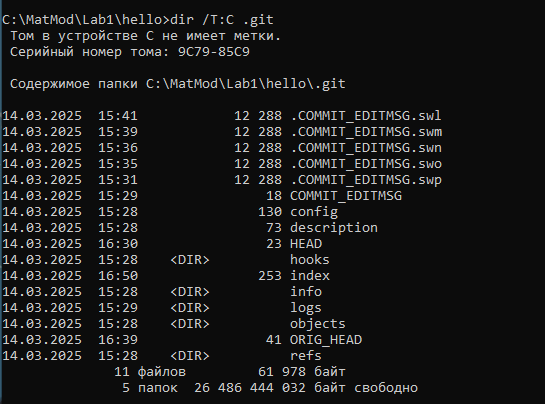 C:\MatMod\Lab1\hello>dir /T:C .git
Том в устройстве C не имеет метки.
Серийный номер тома: 9C79-85C9
Содержимое папки C:\MatMod\Lab1\hello\.git
14.03.2025  15:41            12 288 .COMMIT_EDITMSG.swl
14.03.2025  15:39            12 288 .COMMIT_EDITMSG.swm
14.03.2025  15:36            12 288 .COMMIT_EDITMSG.swn
14.03.2025  15:35            12 288 .COMMIT_EDITMSG.swo
14.03.2025  15:31            12 288 .COMMIT_EDITMSG.swp
14.03.2025  15:29                18 COMMIT_EDITMSG
14.03.2025  15:28               130 config
14.03.2025  15:28                73 description
14.03.2025  16:30                23 HEAD
14.03.2025  15:28    <DIR>          hooks
14.03.2025  16:50               253 index
14.03.2025  15:28    <DIR>          info
14.03.2025  15:29    <DIR>          logs
14.03.2025  15:28    <DIR>          objects
14.03.2025  16:39                41 ORIG_HEAD
14.03.2025  15:28    <DIR>          refs
11 файлов         61 978 байт
5 папок  26 486 444 032 байт свободно